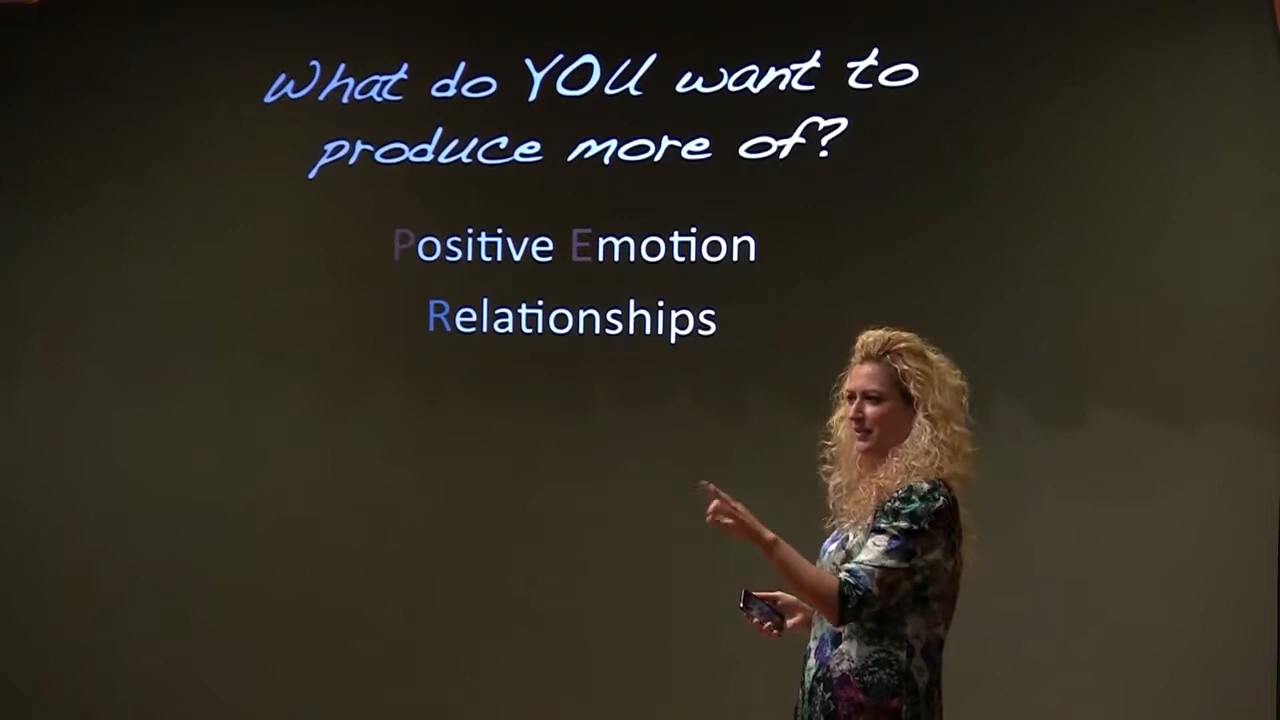 What do YOU want to
produce more of?
Positive Emotion
Relationships